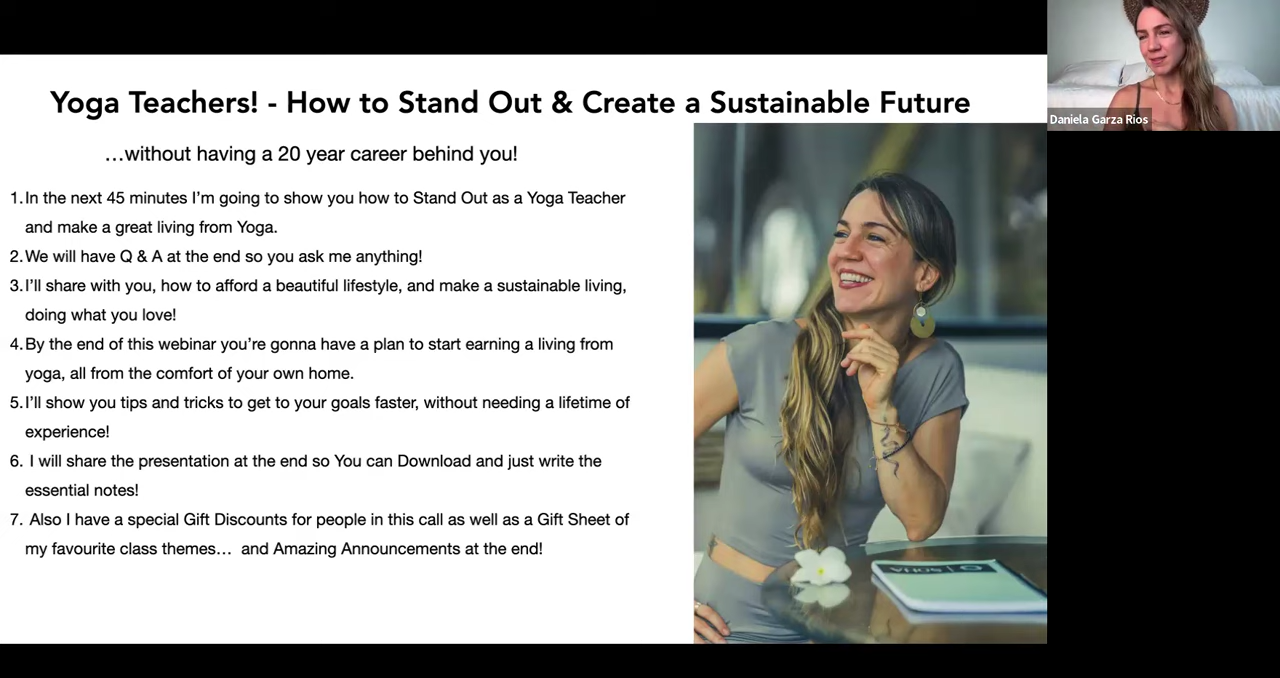 Yoga Teachers! - How to Stand Out & Create a Sustainable Future
…without having a 20 year career behind you!
1. In the next 45 minutes I’m going to show you how to Stand Out as a Yoga Teacher
and make a great living from Yoga.
2. We will have Q & A at the end so you ask me anything!
3. I’ll share with you, how to afford a beautiful lifestyle, and make a sustainable living,
doing what you love!
4. By the end of this webinar you’re gonna have a plan to start earning a living from
yoga, all from the comfort of your own home.
5. I’ll show you tips and tricks to get to your goals faster, without needing a lifetime of
experience!
6. I will share the presentation at the end so You can Download and just write the
essential notes!
7. Also I have a special Gift Discounts for people in this call as well as a Gift Sheet of
my favourite class themes… and Amazing Announcements at the end!
Daniela Garza Rios